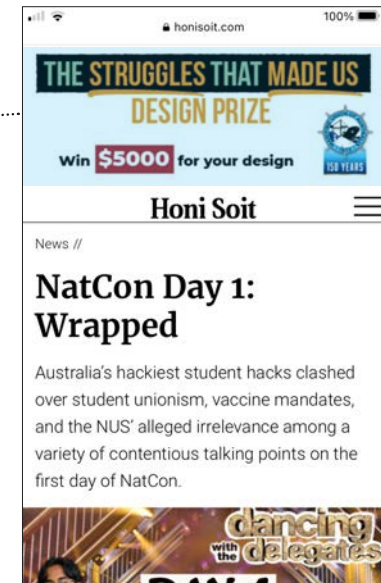 100%
honisoit.com
THE STRUGGLES THAT MADE US
DESIGN PRIZE
Win $5000 for your design
150 YEARS
Honi Soit
News //
NatCon Day 1:
Wrapped
Australia's hackiest student hacks clashed
over student unionism, vaccine mandates,
and the NUS' alleged irrelevance among a
variety of contentious talking points on the
first day of NatCon.
dancing
with the delegates